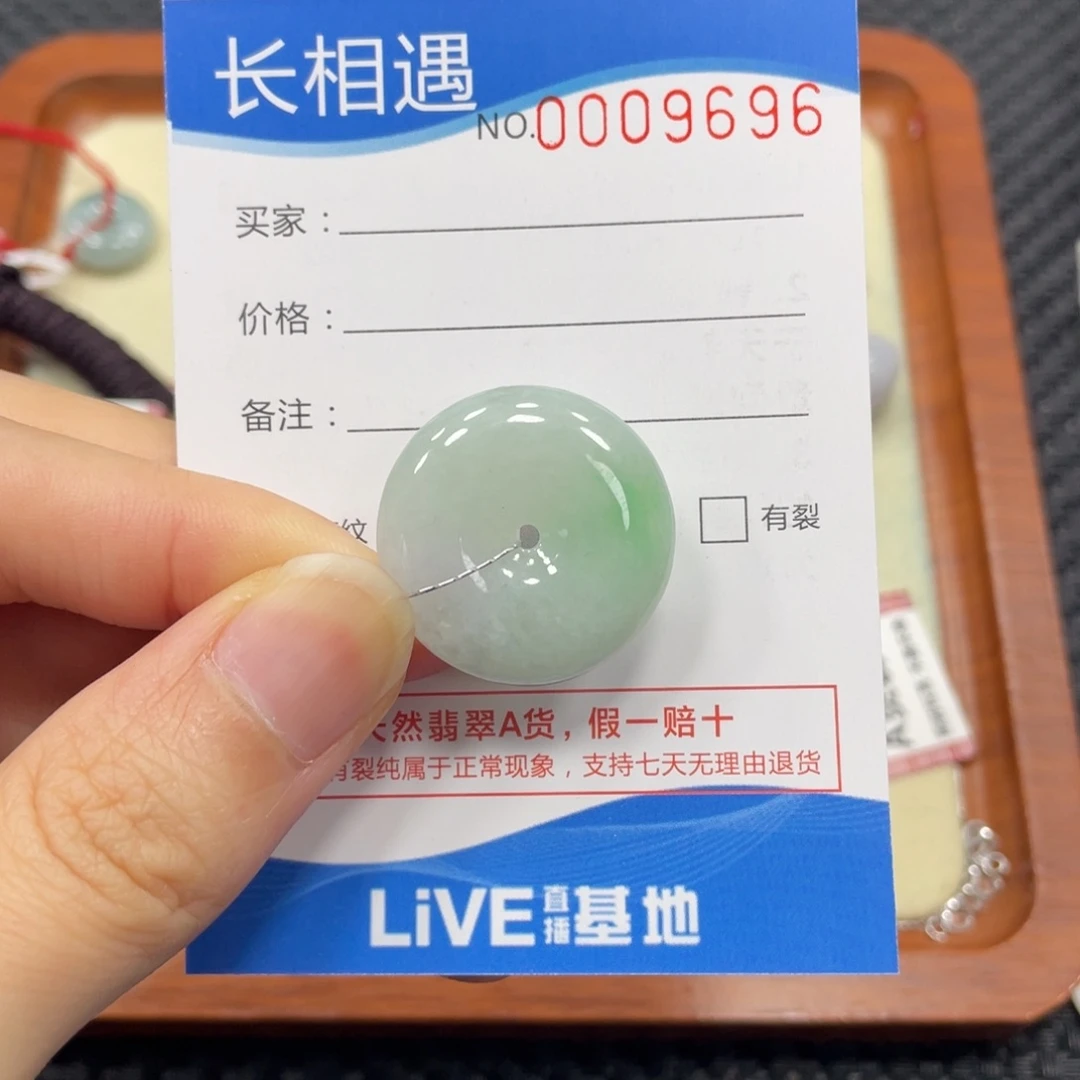 长相遇
NO.0009696
买家：
价格：
备注：
纹 有裂
天然翡翠A货，假一赔十
有裂纯属于正常现象，支持七天无理由退货
LiVE直播基地